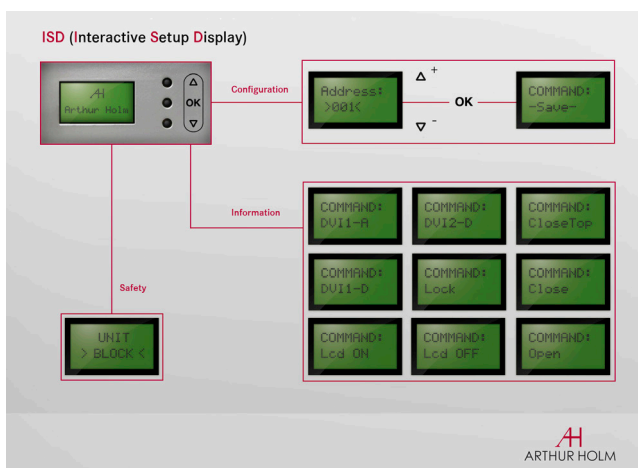 ISD (Interactive Setup Display)
AH
Arthur Holm
OK
Configuration
Address:
>001<
+
OK
-
COMMAND:
-Save-
Information
COMMAND:
DVI1-A
COMMAND:
DVI2-D
COMMAND:
CloseTop
COMMAND:
DVI1-D
COMMAND:
Lock
COMMAND:
Close
COMMAND:
Lcd ON
COMMAND:
Lcd OFF
COMMAND:
Open
Safety
UNIT
> BLOCK <
AH
ARTHUR HOLM